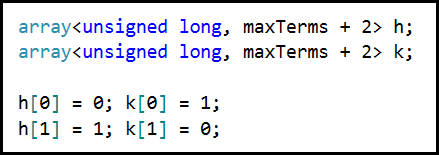 array<unsigned long, maxTerms + 2> h;
array<unsigned long, maxTerms + 2> k;
h[0] = 0; k[0] = 1;
h[1] = 1; k[1] = 0;